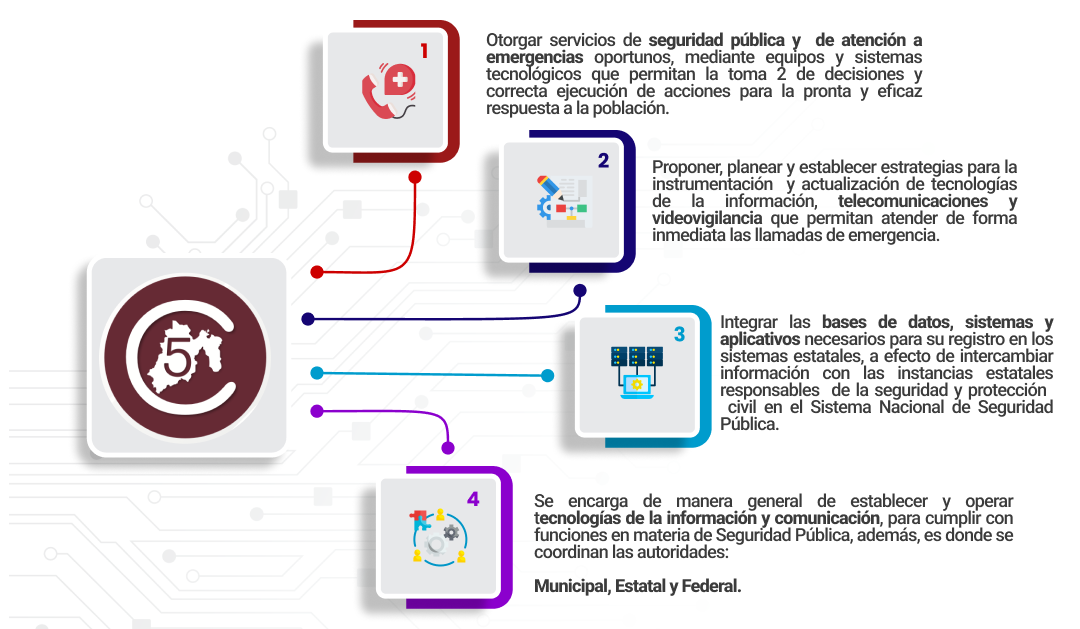 1
Otorgar servicios de seguridad pública y de atención a
emergencias oportunos, mediante equipos y sistemas
tecnológicos que permitan la toma 2 de decisiones y
correcta ejecución de acciones para la pronta y eficaz
respuesta a la población.
2
Proponer, planear y establecer estrategias para la
instrumentación y actualización de tecnologías
de la información, telecomunicaciones y
videovigilancia que permitan atender de forma
inmediata las llamadas de emergencia.
C
5
3
Integrar las bases de datos, sistemas y
aplicativos necesarios para su registro en los
sistemas estatales, a efecto de intercambiar
información con las instancias estatales
responsables de la seguridad y protección
civil en el Sistema Nacional de Seguridad
Pública.
4
Se encarga de manera general de establecer y operar
tecnologías de la información y comunicación, para cumplir con
funciones en materia de Seguridad Pública, además, es donde se
coordinan las autoridades:
Municipal, Estatal y Federal.